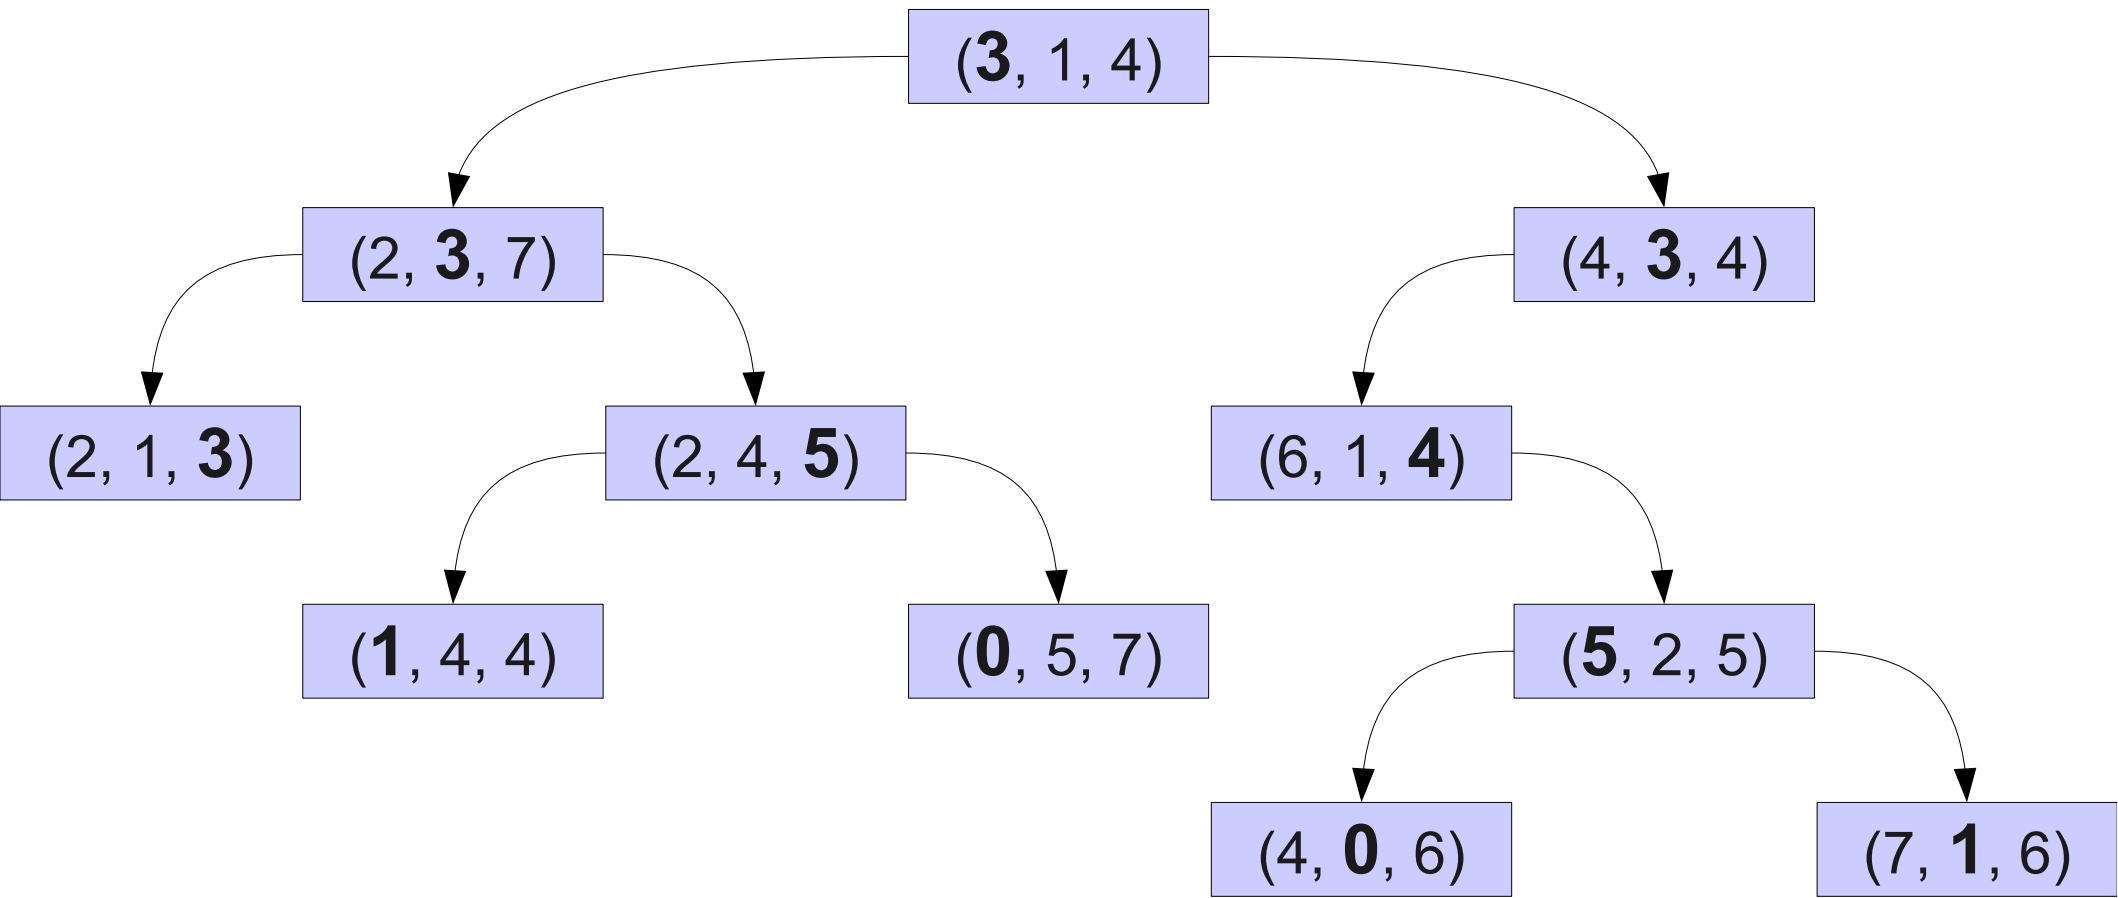 (3, 1, 4)
(2, 3, 7)
(4, 3, 4)
(2, 1, 3)
(2, 4, 5)
(6, 1, 4)
(1, 4, 4)
(0, 5, 7)
(5, 2, 5)
(4, 0, 6)
(7, 1, 6)